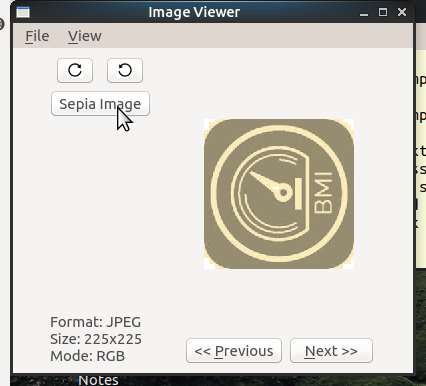 Image Viewer
File View
Sepia Image
BMI
Format: JPEG
Size: 225x225
Mode: RGB
<< Previous
Next >>
Notes